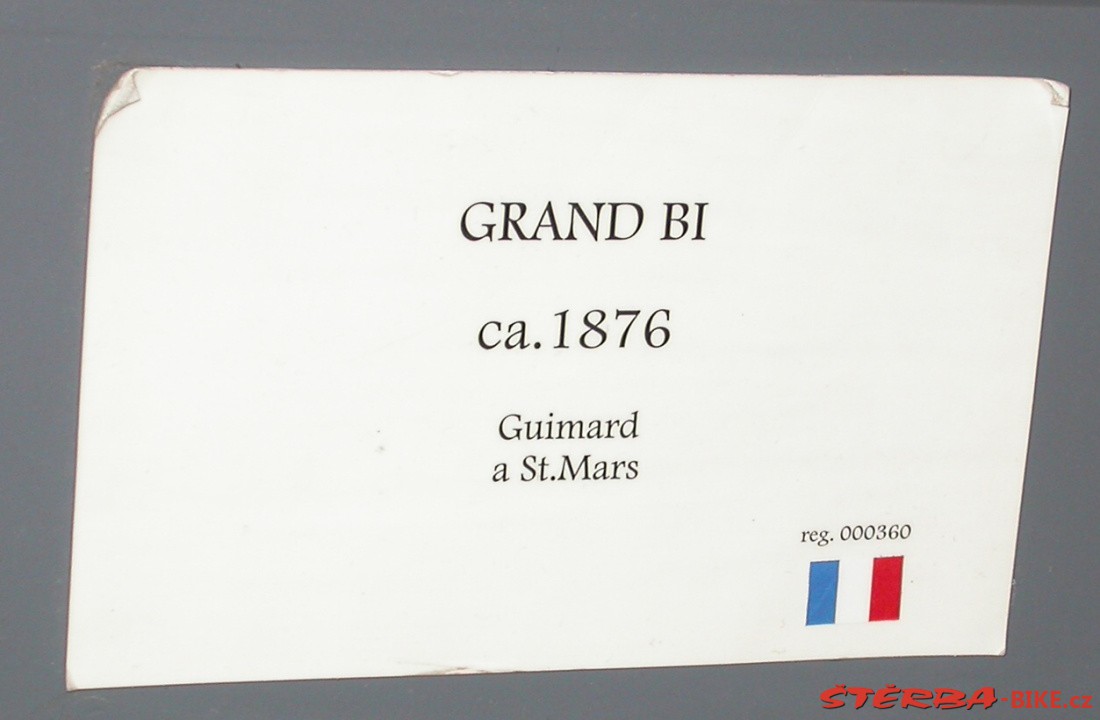 GRAND BI
ca.1876
Guimard
a St.Mars
reg. 000360
ŠTĚRBA-BIKE.cz